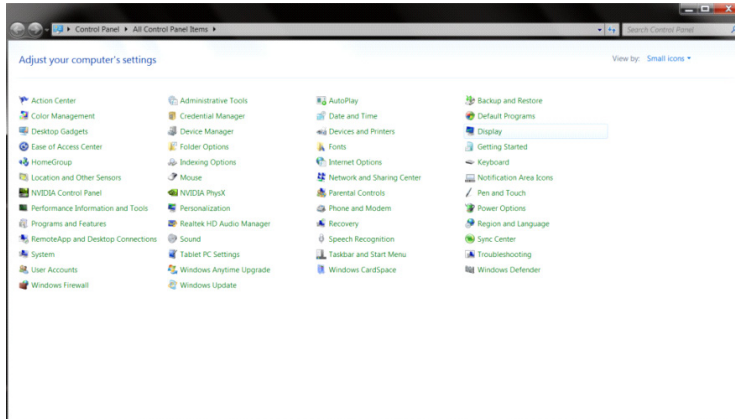 Control Panel ▸ All Control Panel Items ▸
Search Control Panel
Adjust your computer's settings
View by: Small icons
Action Center
Administrative Tools
AutoPlay
Backup and Restore
Color Management
Credential Manager
Date and Time
Default Programs
Desktop Gadgets
Device Manager
Devices and Printers
Display
Ease of Access Center
Folder Options
Fonts
Getting Started
HomeGroup
Indexing Options
Internet Options
Keyboard
Location and Other Sensors
Mouse
Network and Sharing Center
Notification Area Icons
NVIDIA Control Panel
NVIDIA PhysX
Parental Controls
Pen and Touch
Performance Information and Tools
Personalization
Phone and Modem
Power Options
Programs and Features
Realtek HD Audio Manager
Recovery
Region and Language
RemoteApp and Desktop Connections
Sound
Speech Recognition
Sync Center
System
Tablet PC Settings
Taskbar and Start Menu
Troubleshooting
User Accounts
Windows Anytime Upgrade
Windows CardSpace
Windows Defender
Windows Firewall
Windows Update